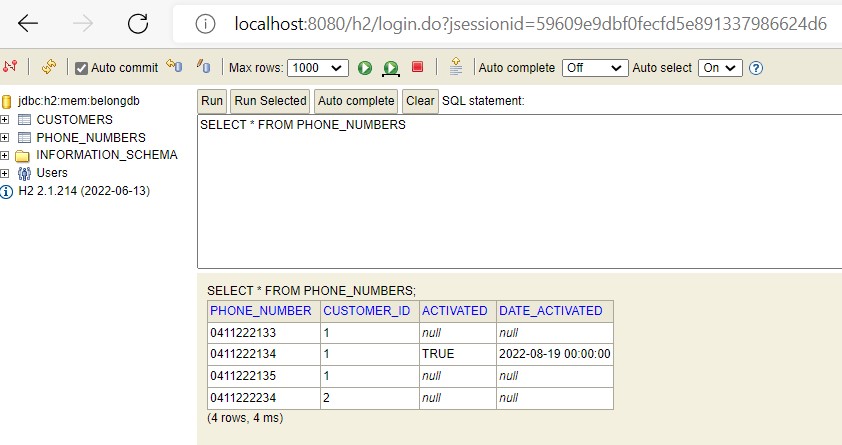 localhost:8080/h2/login.do?jsessionid=59609e9dbf0fecfd5e891337986624d6
Auto commit Max rows: 1000 Auto complete Off Auto select On
jdbc:h2:mem:belongdb
CUSTOMERS
PHONE_NUMBERS
INFORMATION_SCHEMA
Users
H2 2.1.214 (2022-06-13)
Run Run Selected Auto complete Clear SQL statement:
SELECT * FROM PHONE_NUMBERS
SELECT * FROM PHONE_NUMBERS;
PHONE_NUMBER CUSTOMER_ID ACTIVATED DATE_ACTIVATED
0411222133 1 null null
0411222134 1 TRUE 2022-08-19 00:00:00
0411222135 1 null null
0411222234 2 null null
(4 rows, 4 ms)